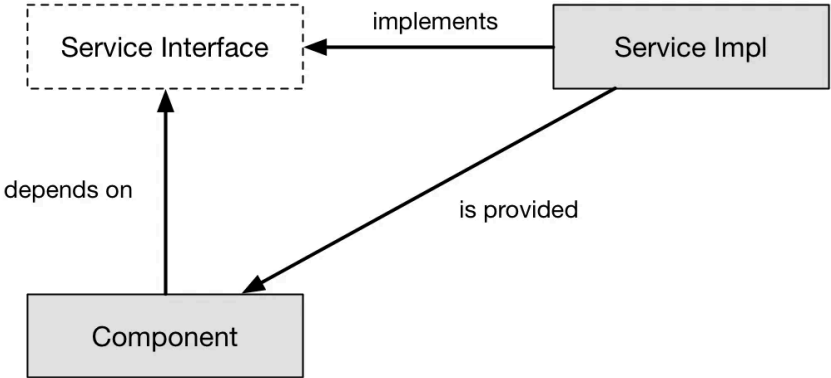 Service Interface
implements
Service Impl
depends on
is provided
Component